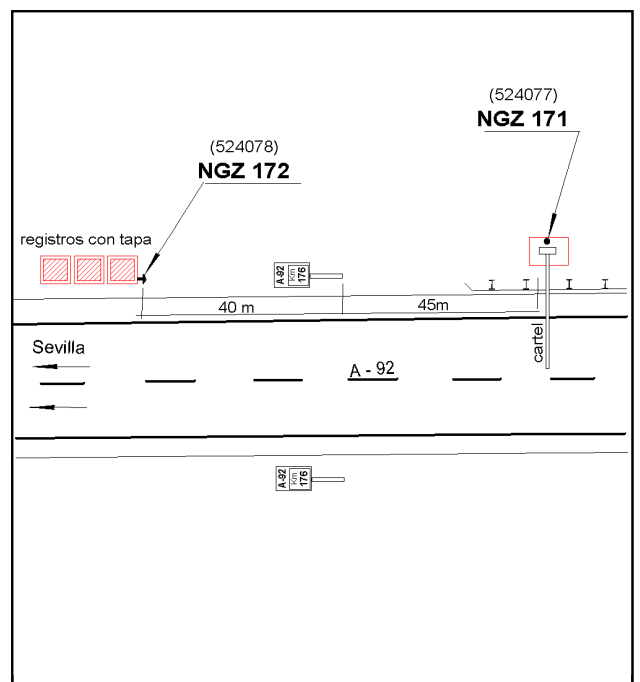 (524077)
NGZ 171
(524078)
NGZ 172
registros con tapa
A-92
Km
176
40 m
45m
Sevilla
cartel
A - 92
A-92
Km
176